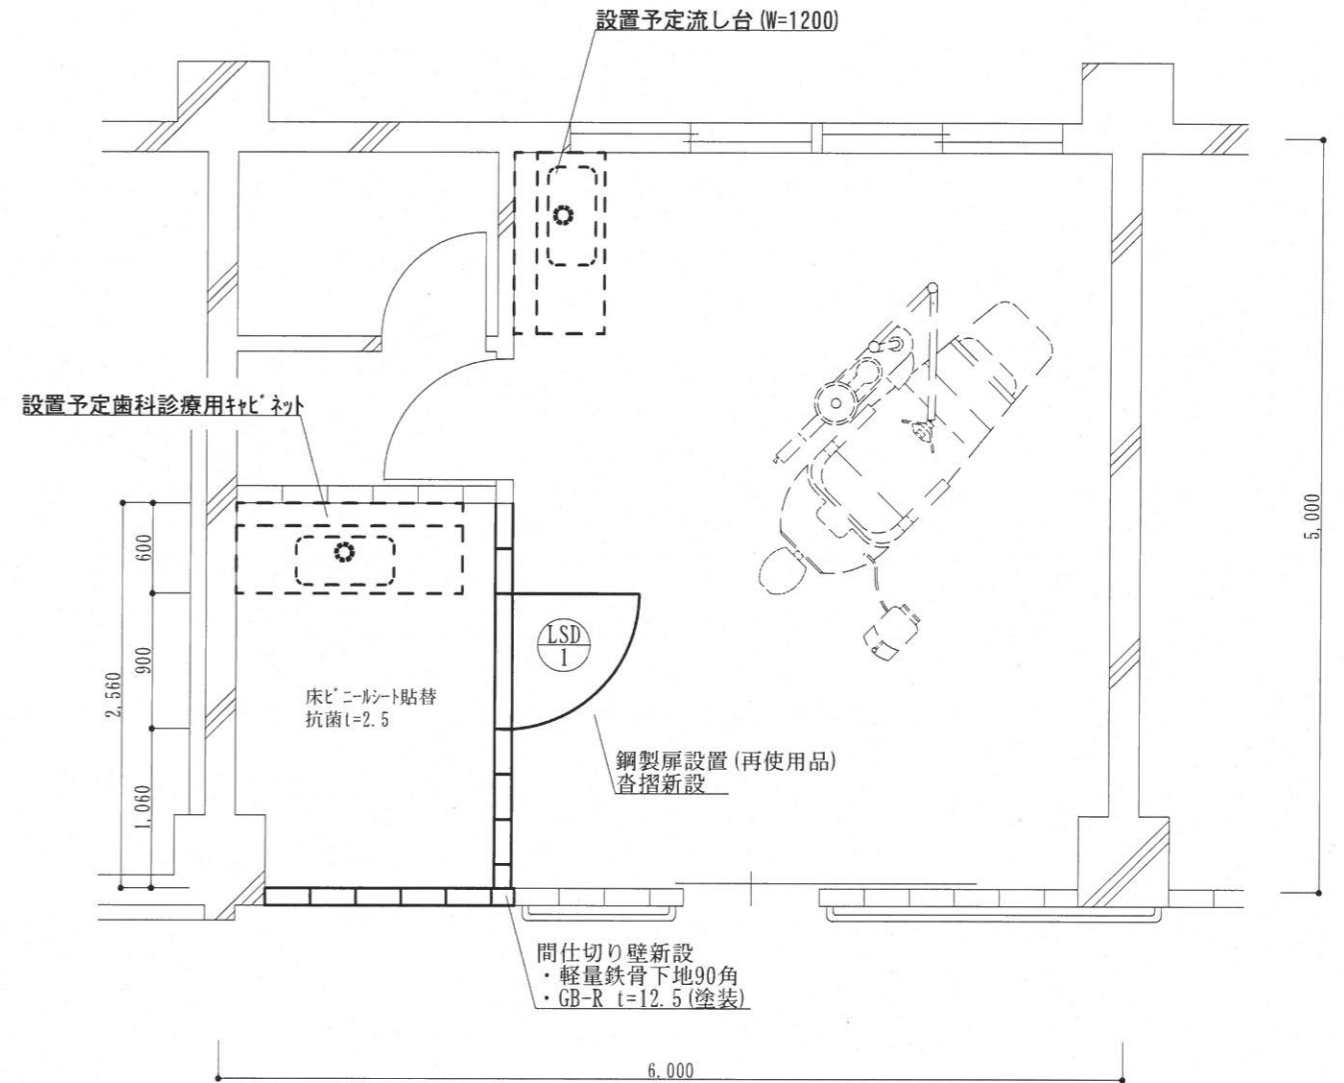 設置予定流し台(W=1200)
設置予定歯科診療用ｷｬﾋﾞﾈｯﾄ
600
900
2,560
1,060
5,000
LSD
1
床ﾋﾞﾆｰﾙｼｰﾄ貼替
抗菌t=2.5
鋼製扉設置(再使用品)
沓摺新設
間仕切り壁新設
・軽量鉄骨下地90角
・GB-R t=12.5(塗装)
6,000